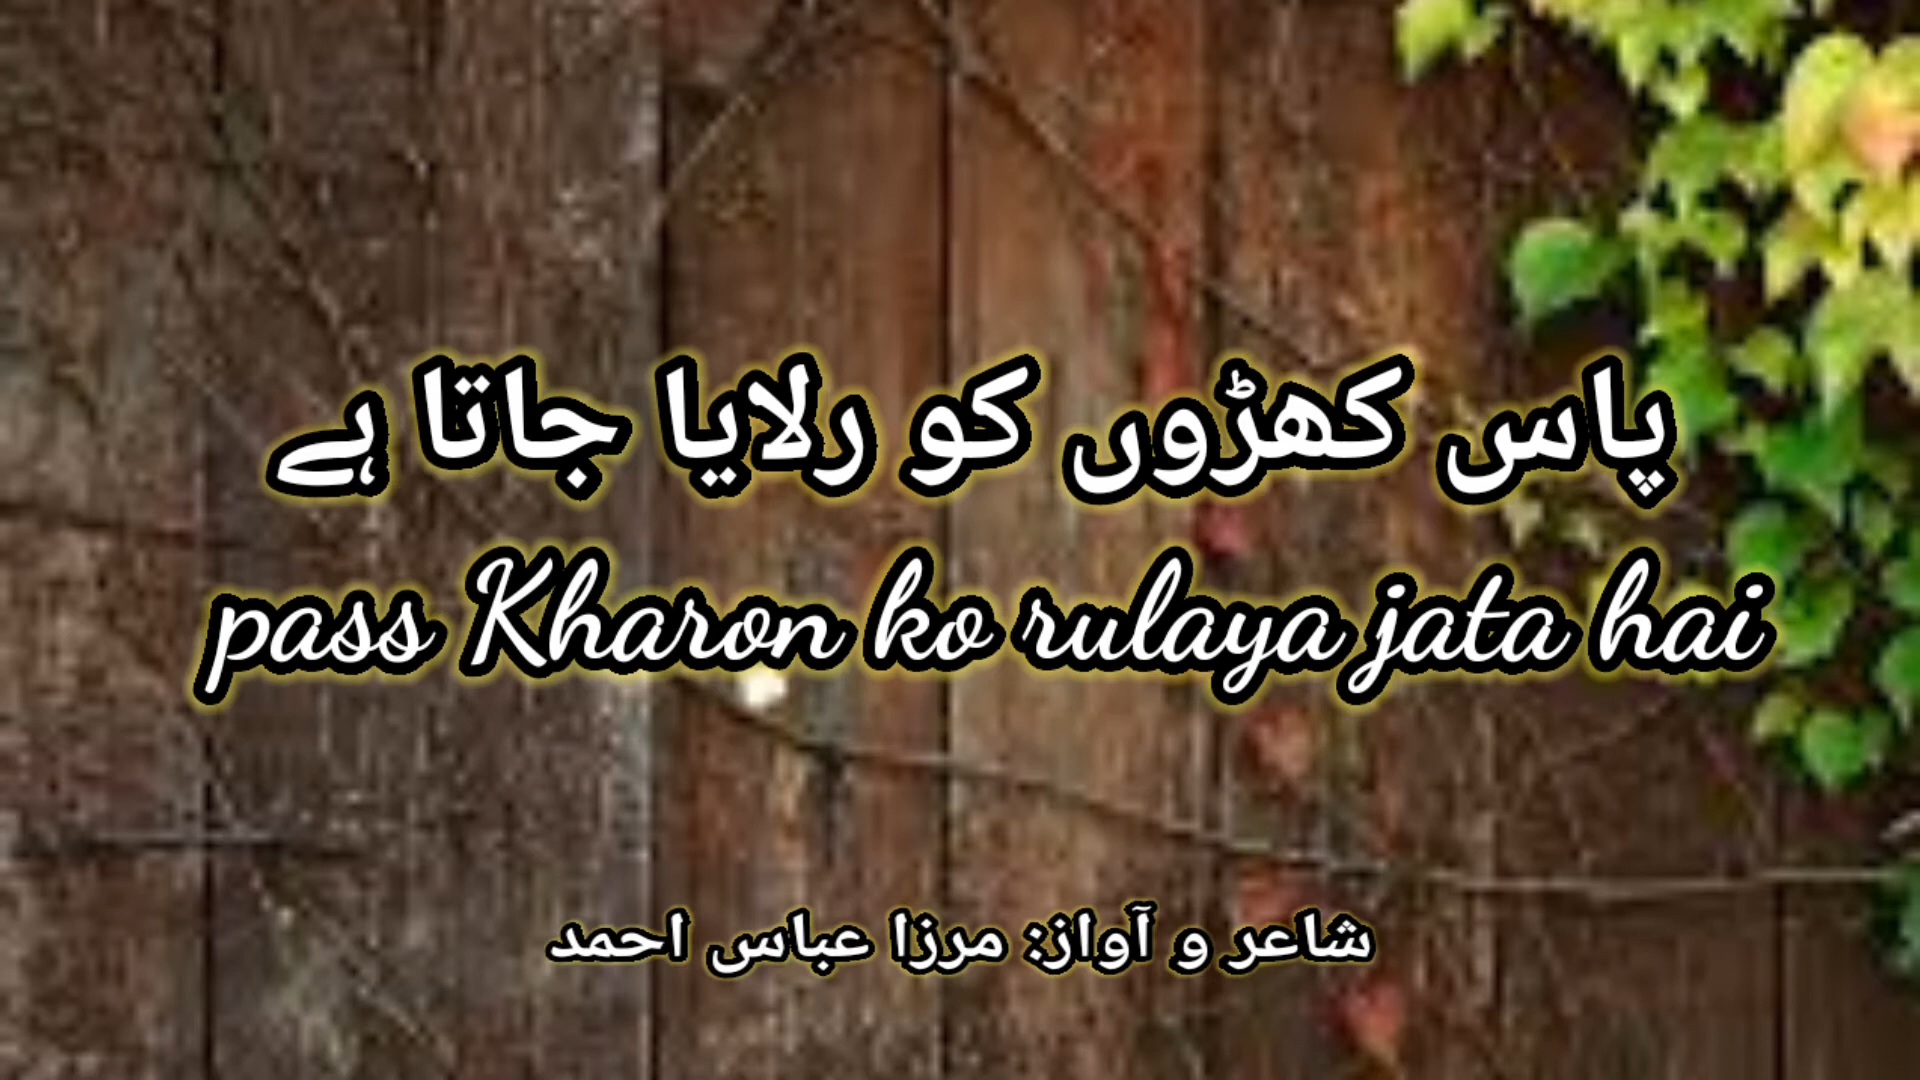 پاس کھڑوں کو رلایا جاتا ہے
pass Kharon ko rulaya jata hai
شاعر و آواز: مرزا عباس احمد